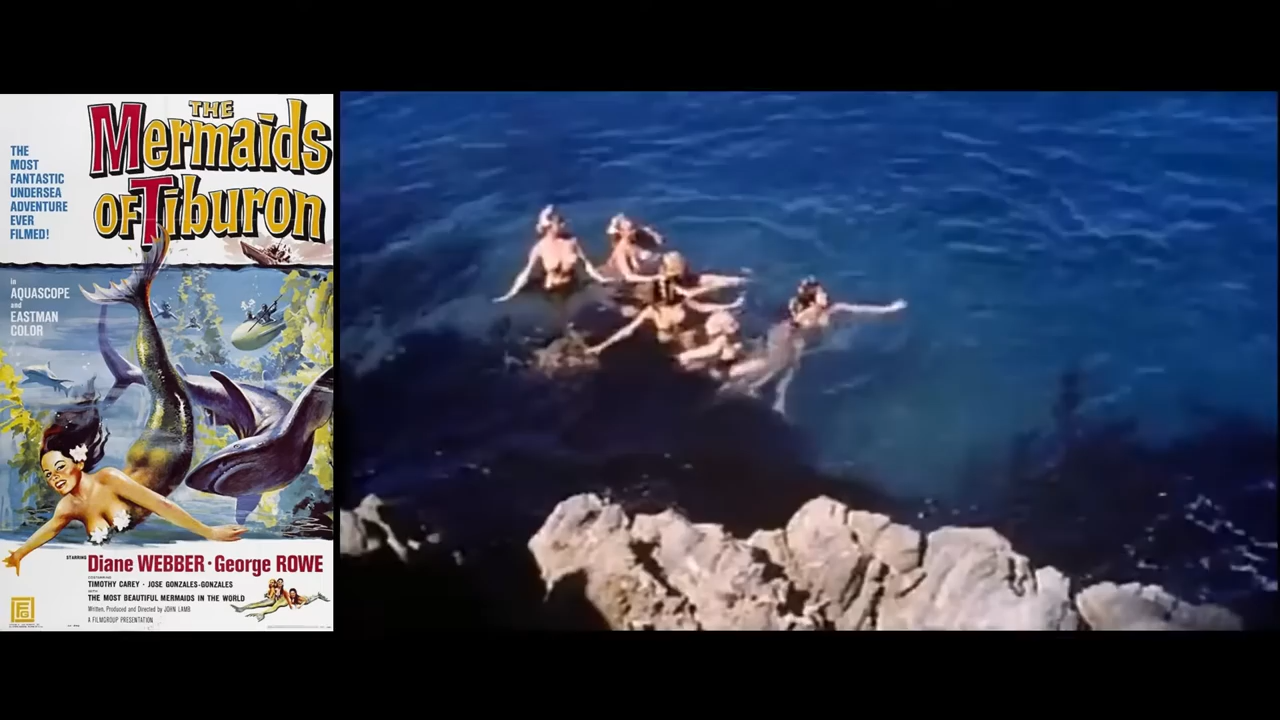 THE
Mermaids
OF Tiburon
THE
MOST
FANTASTIC
UNDERSEA
ADVENTURE
EVER
FILMED!
in
AQUASCOPE
and
EASTMAN
COLOR
STARRING Diane WEBBER · George ROWE
TIMOTHY CAREY · JOSE GONZALES-GONZALES
WITH
THE MOST BEAUTIFUL MERMAIDS IN THE WORLD
Written, Produced and Directed by JOHN LAMB
A FILMGROUP PRESENTATION